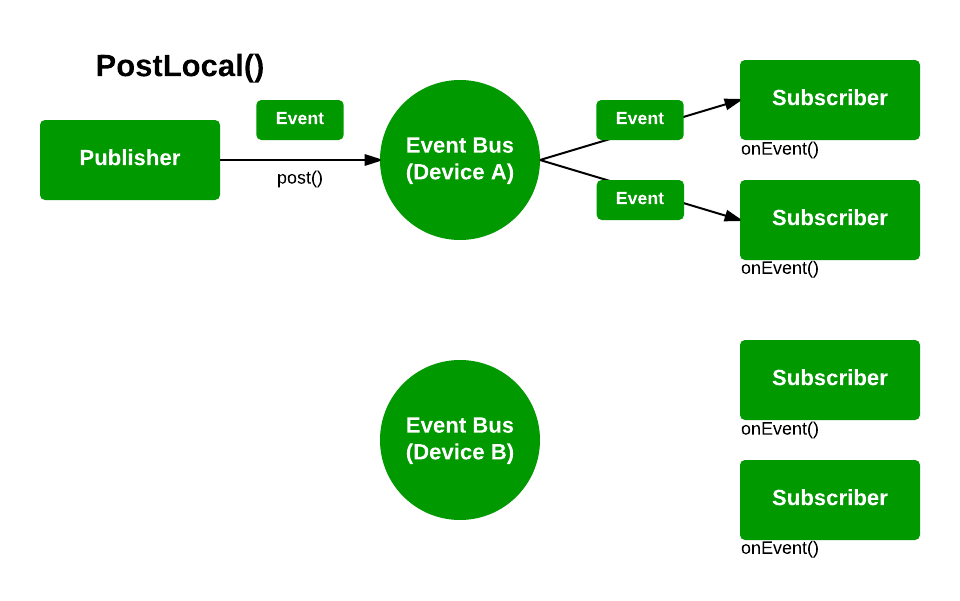 PostLocal()
Publisher
Event
post()
Event Bus
(Device A)
Event
Event
Subscriber
onEvent()
Subscriber
onEvent()
Event Bus
(Device B)
Subscriber
onEvent()
Subscriber
onEvent()